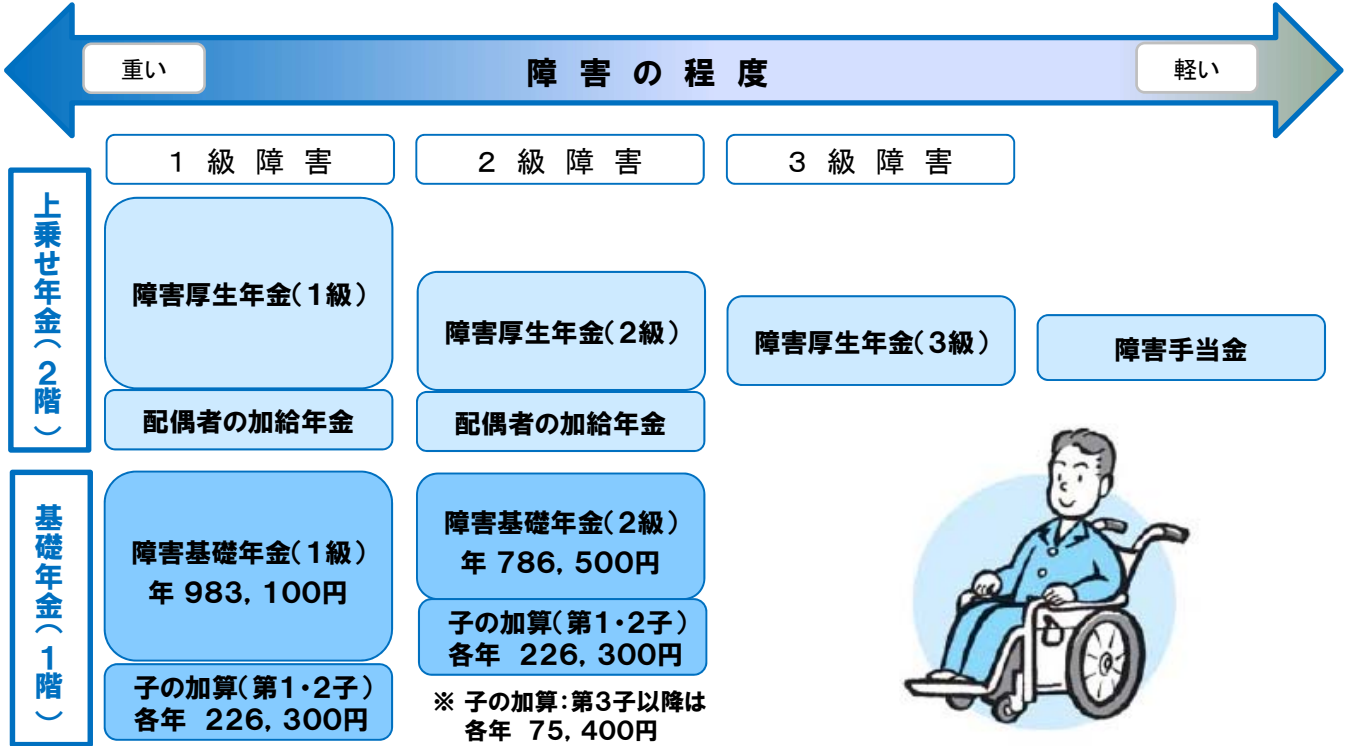 重い
障害の程度
軽い
1級障害
2級障害
3級障害
上乗せ年金(2階)
障害厚生年金(1級)
障害厚生年金(2級)
障害厚生年金(3級)
障害手当金
配偶者の加給年金
配偶者の加給年金
基礎年金(1階)
障害基礎年金(1級)
年 983,100円
障害基礎年金(2級)
年 786,500円
子の加算(第1・2子)
各年 226,300円
子の加算(第1・2子)
各年 226,300円
※ 子の加算:第3子以降は
各年 75,400円